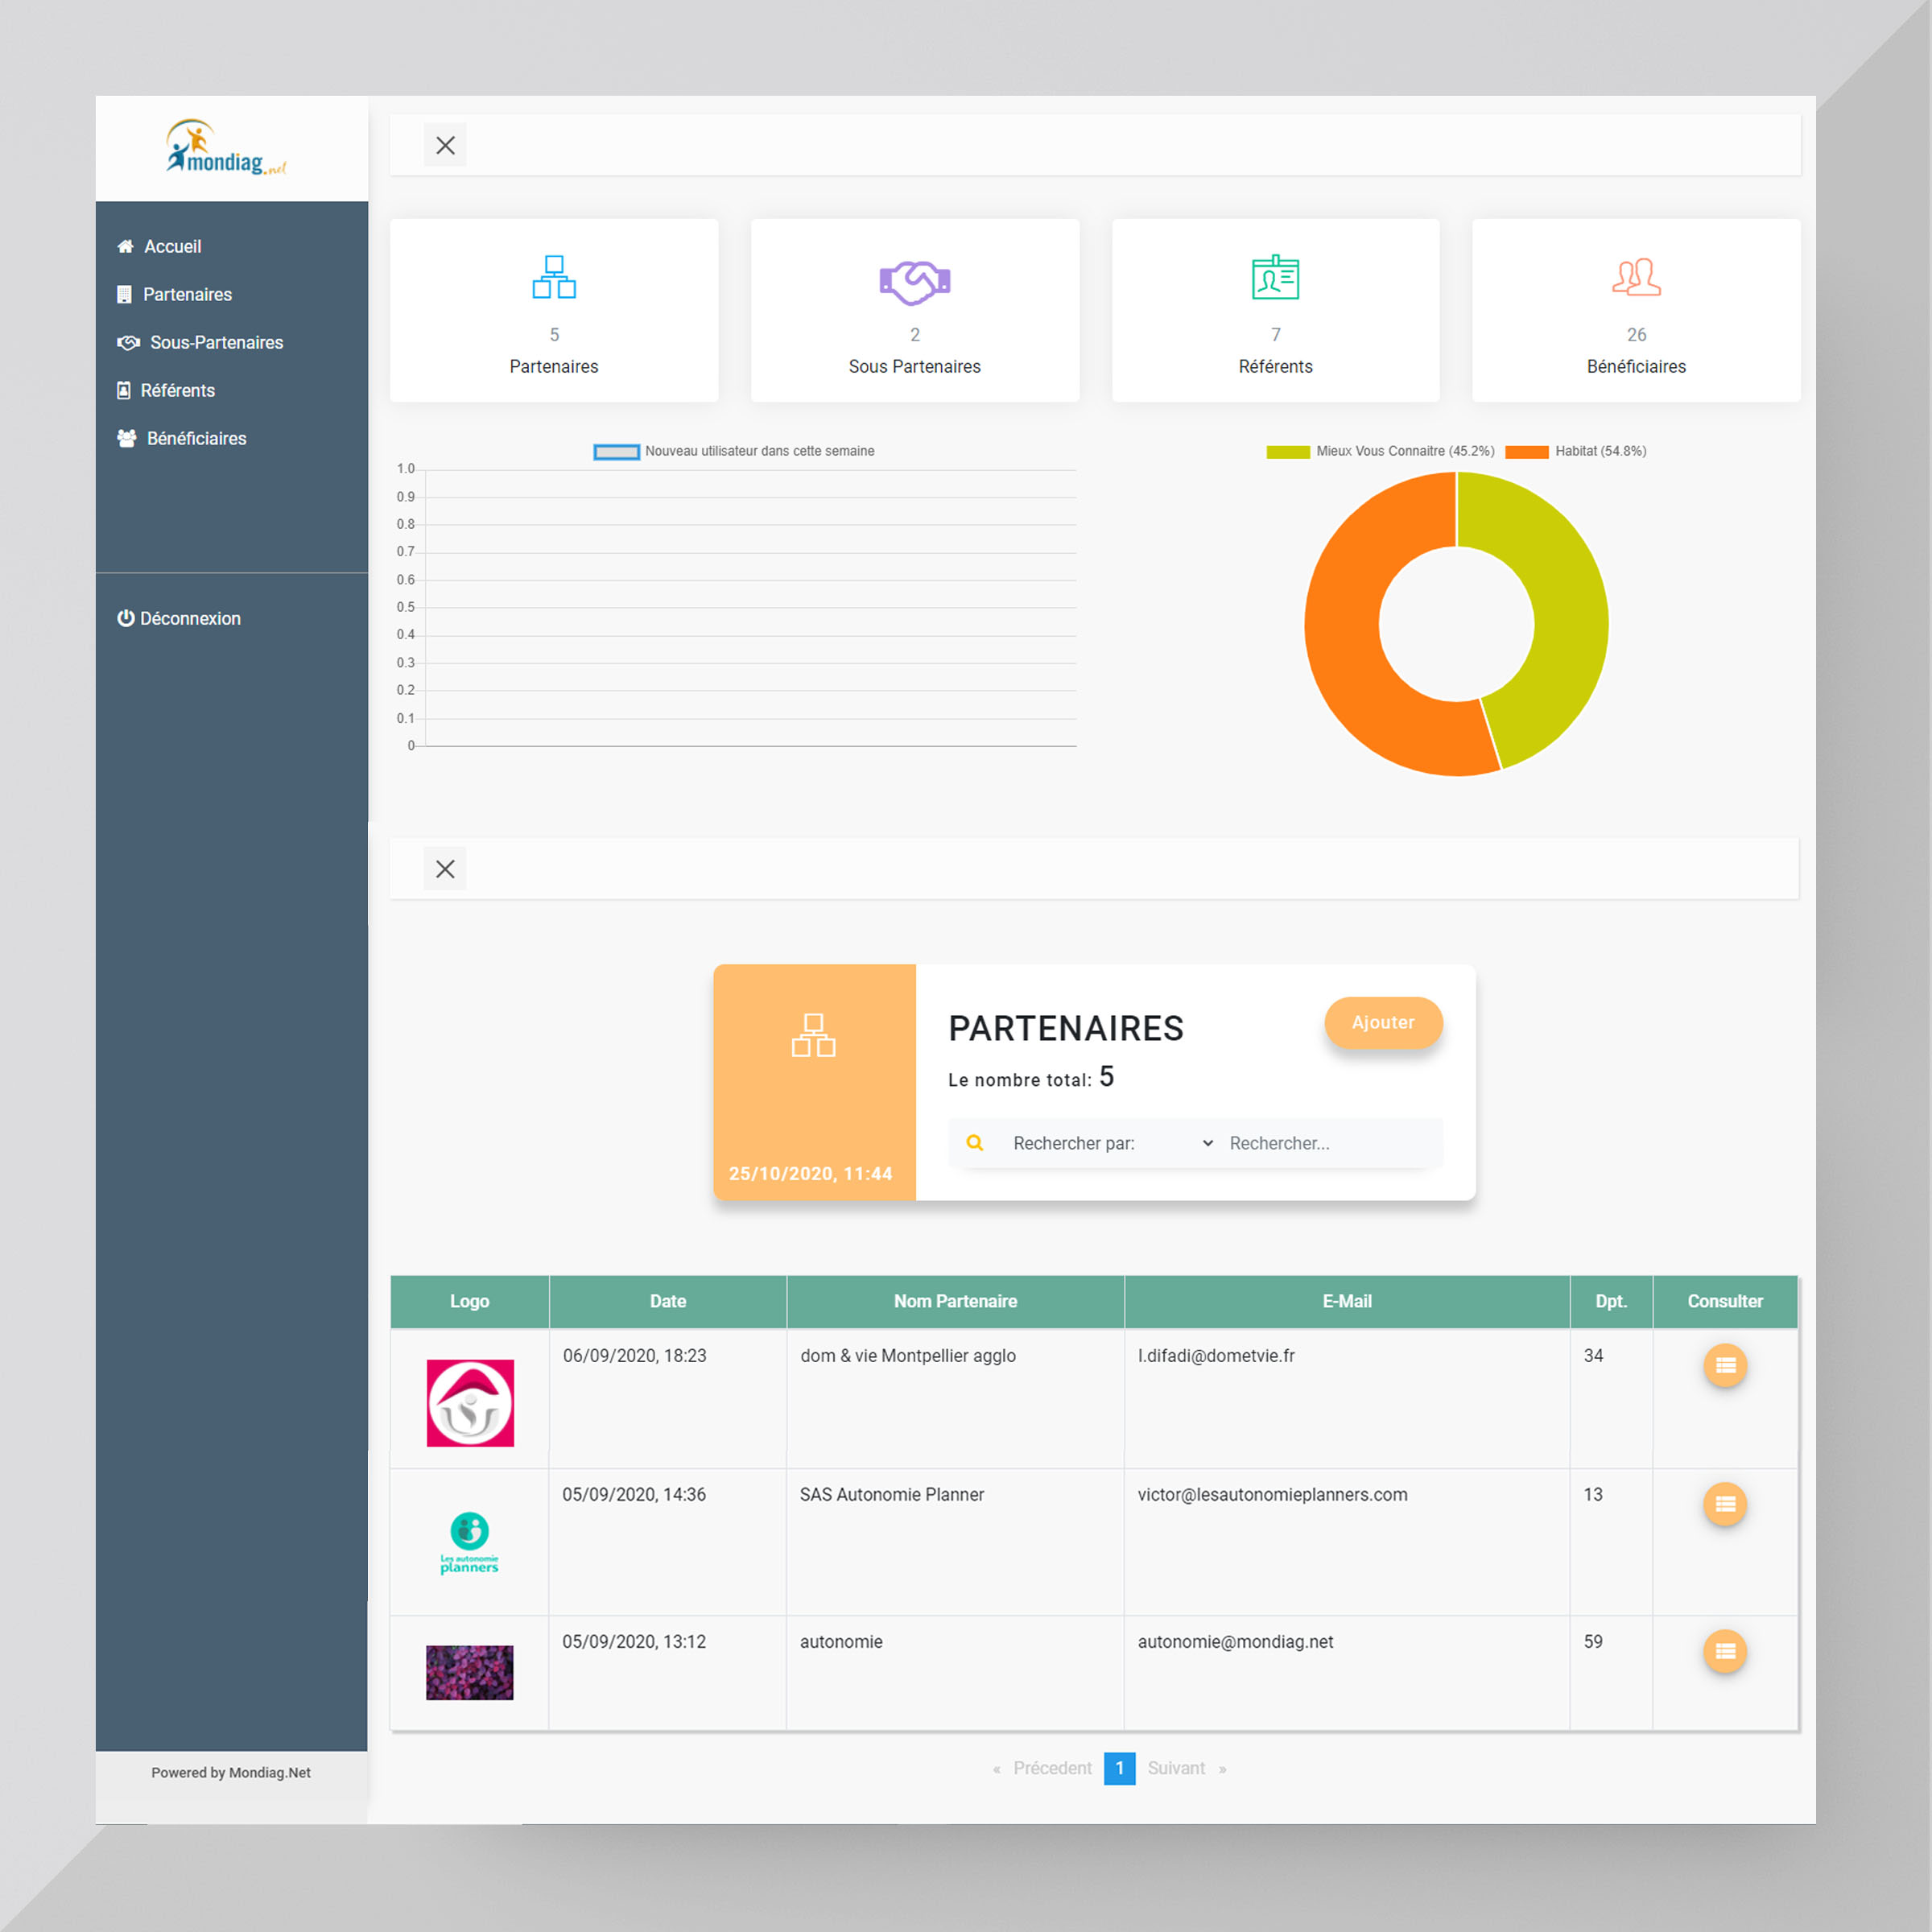 mondiag.net
Accueil
Partenaires
Sous-Partenaires
Référents
Bénéficiaires
Déconnexion
Powered by Mondiag.Net
5
Partenaires
2
Sous Partenaires
7
Référents
26
Bénéficiaires
Nouveau utilisateur dans cette semaine
1.0
0.9
0.8
0.7
0.6
0.5
0.4
0.3
0.2
0.1
0
Mieux Vous Connaitre (45.2%) Habitat (54.8%)
25/10/2020, 11:44
PARTENAIRES
Ajouter
Le nombre total: 5
Rechercher par: Rechercher...
Logo Date Nom Partenaire E-Mail Dpt. Consulter
06/09/2020, 18:23 dom & vie Montpellier agglo l.difadi@dometvie.fr 34
05/09/2020, 14:36 SAS Autonomie Planner victor@lesautonomieplanners.com 13
Les autonomie
planners
05/09/2020, 13:12 autonomie autonomie@mondiag.net 59
« Précedent 1 Suivant »